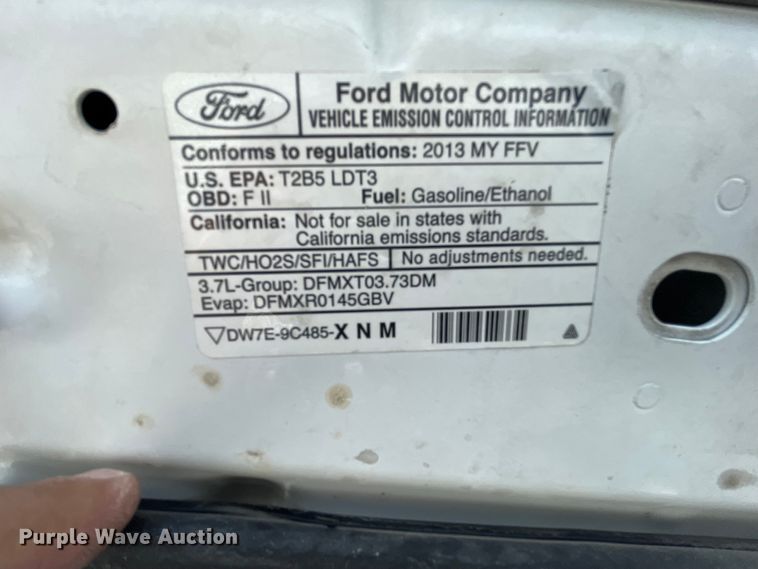 Ford
Ford Motor Company
VEHICLE EMISSION CONTROL INFORMATION
Conforms to regulations: 2013 MY FFV
U.S. EPA: T2B5 LDT3
OBD: F II Fuel: Gasoline/Ethanol
California: Not for sale in states with
California emissions standards.
TWC/HO2S/SFI/HAFS No adjustments needed.
3.7L-Group: DFMXT03.73DM
Evap: DFMXR0145GBV
DW7E-9C485-X N M
Purple Wave Auction®